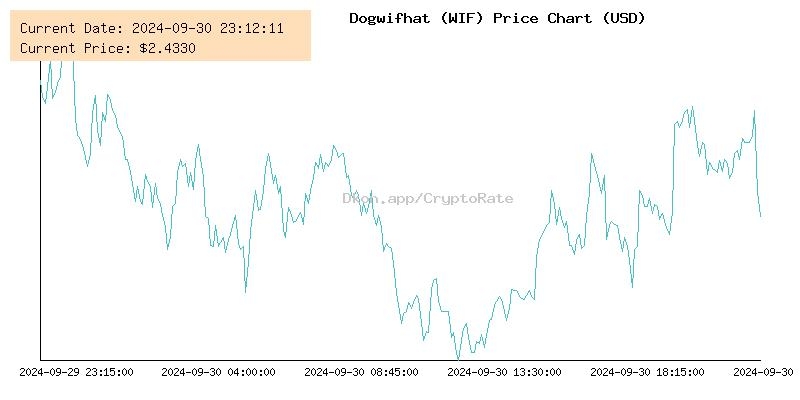 Dogwifhat (WIF) Price Chart (USD)
Current Date: 2024-09-30 23:12:11
Current Price: $2.4330
DKon.app/CryptoRate
2024-09-29 23:15:00
2024-09-30 04:00:00
2024-09-30 08:45:00
2024-09-30 13:30:00
2024-09-30 18:15:00
2024-09-30